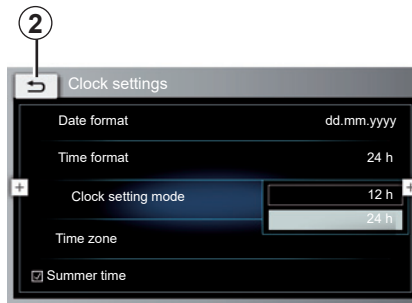 2
Clock settings
Date format dd.mm.yyyy
Time format 24 h
Clock setting mode 12 h
24 h
Time zone
Summer time